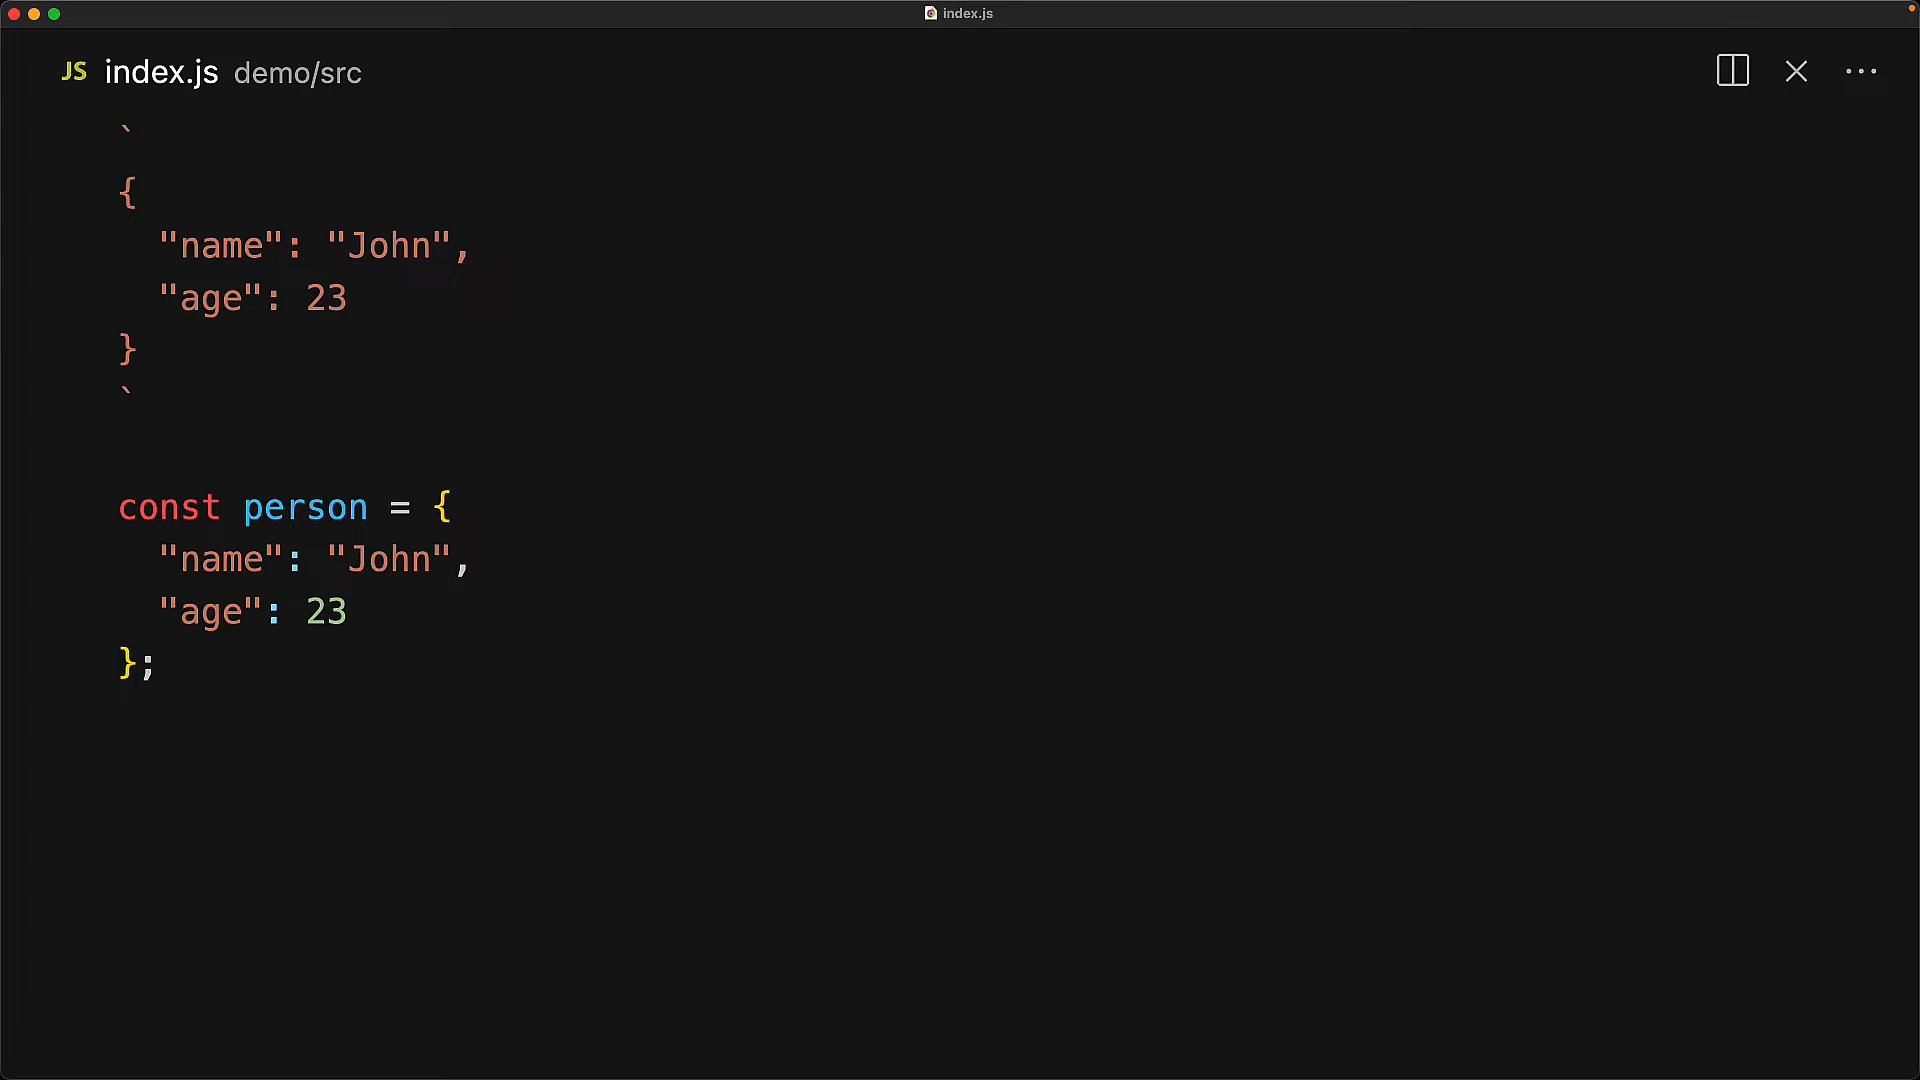 index.js
JS index.js demo/src
`
{
  "name": "John",
  "age": 23
}
`
const person = {
  "name": "John",
  "age": 23
};